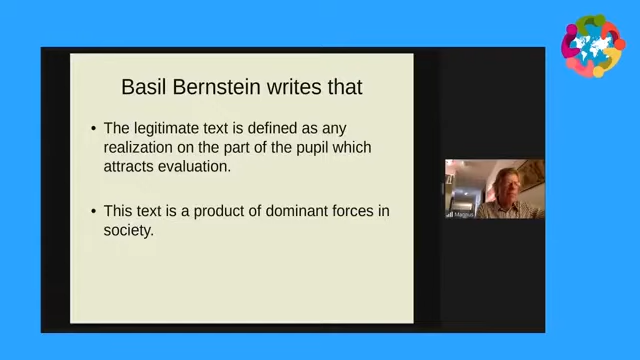 Basil Bernstein writes that
• The legitimate text is defined as any
realization on the part of the pupil which
attracts evaluation.
• This text is a product of dominant forces in
society.